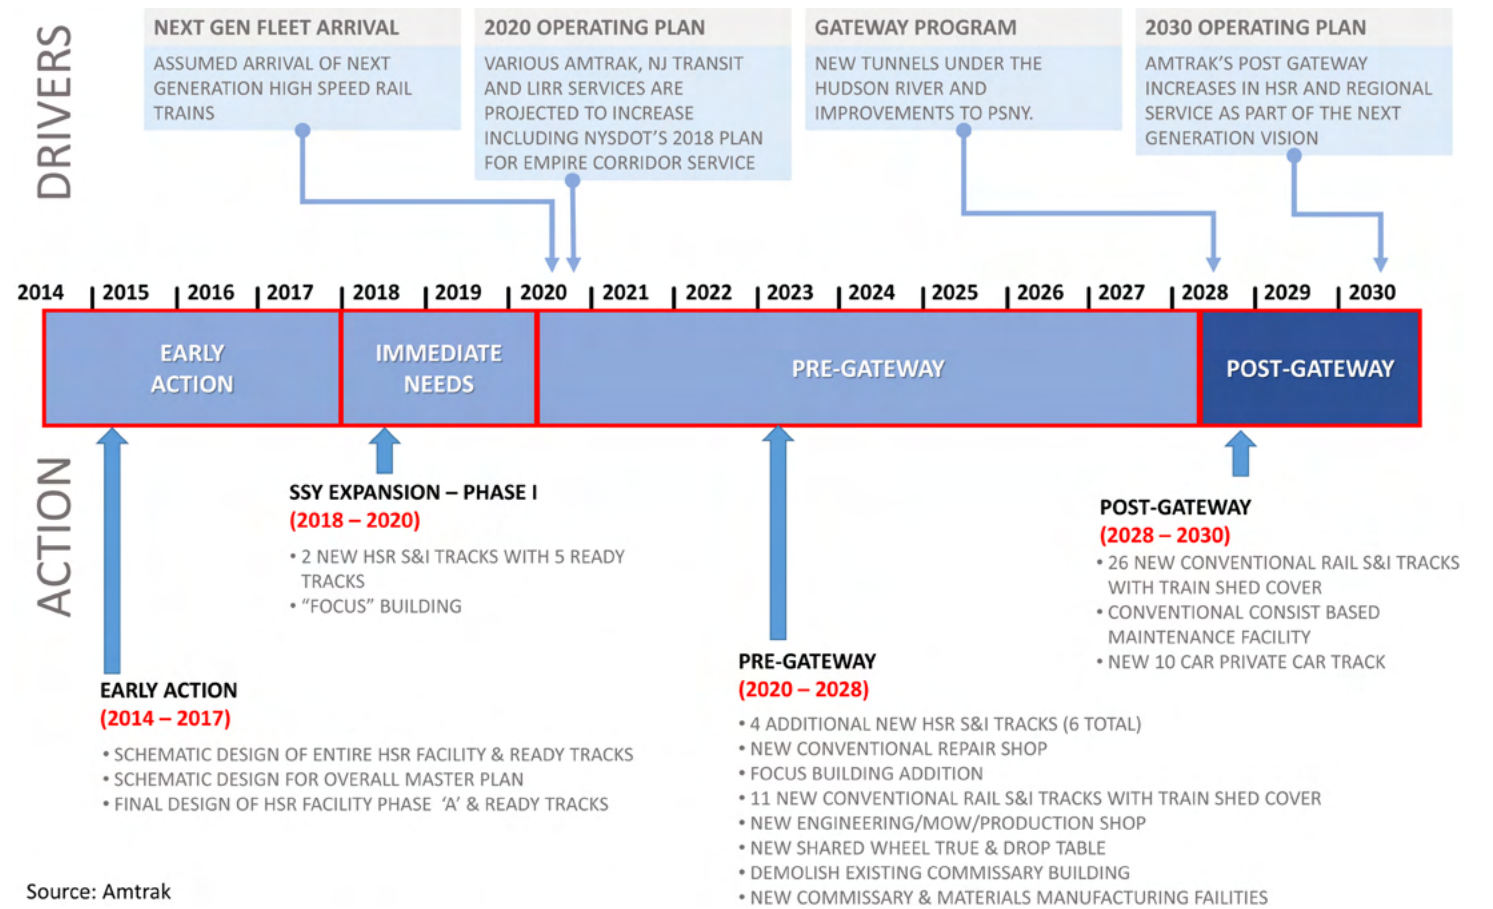 DRIVERS
NEXT GEN FLEET ARRIVAL
ASSUMED ARRIVAL OF NEXT
GENERATION HIGH SPEED RAIL
TRAINS
2020 OPERATING PLAN
VARIOUS AMTRAK, NJ TRANSIT
AND LIRR SERVICES ARE
PROJECTED TO INCREASE
INCLUDING NYSDOT'S 2018 PLAN
FOR EMPIRE CORRIDOR SERVICE
GATEWAY PROGRAM
NEW TUNNELS UNDER THE
HUDSON RIVER AND
IMPROVEMENTS TO PSNY.
2030 OPERATING PLAN
AMTRAK'S POST GATEWAY
INCREASES IN HSR AND REGIONAL
SERVICE AS PART OF THE NEXT
GENERATION VISION
2014 2015 2016 2017 2018 2019 2020 2021 2022 2023 2024 2025 2026 2027 2028 2029 2030
EARLY
ACTION
IMMEDIATE
NEEDS
PRE-GATEWAY
POST-GATEWAY
ACTION
EARLY ACTION
(2014 – 2017)
• SCHEMATIC DESIGN OF ENTIRE HSR FACILITY & READY TRACKS
• SCHEMATIC DESIGN FOR OVERALL MASTER PLAN
• FINAL DESIGN OF HSR FACILITY PHASE 'A' & READY TRACKS
SSY EXPANSION – PHASE I
(2018 – 2020)
• 2 NEW HSR S&I TRACKS WITH 5 READY
TRACKS
• "FOCUS" BUILDING
PRE-GATEWAY
(2020 – 2028)
• 4 ADDITIONAL NEW HSR S&I TRACKS (6 TOTAL)
• NEW CONVENTIONAL REPAIR SHOP
• FOCUS BUILDING ADDITION
• 11 NEW CONVENTIONAL RAIL S&I TRACKS WITH TRAIN SHED COVER
• NEW ENGINEERING/MOW/PRODUCTION SHOP
• NEW SHARED WHEEL TRUE & DROP TABLE
• DEMOLISH EXISTING COMMISSARY BUILDING
• NEW COMMISSARY & MATERIALS MANUFACTURING FAILITIES
POST-GATEWAY
(2028 – 2030)
• 26 NEW CONVENTIONAL RAIL S&I TRACKS
WITH TRAIN SHED COVER
• CONVENTIONAL CONSIST BASED
MAINTENANCE FACILITY
• NEW 10 CAR PRIVATE CAR TRACK
Source: Amtrak